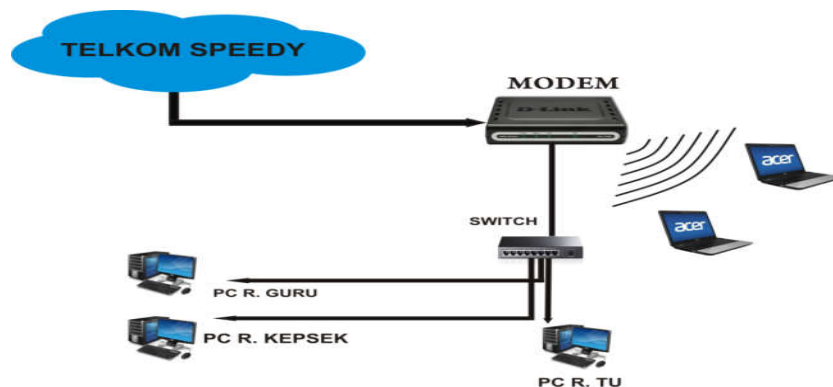 TELKOM SPEEDY
MODEM
D-Link
acer
acer
SWITCH
PC R. GURU
PC R. KEPSEK
PC R. TU